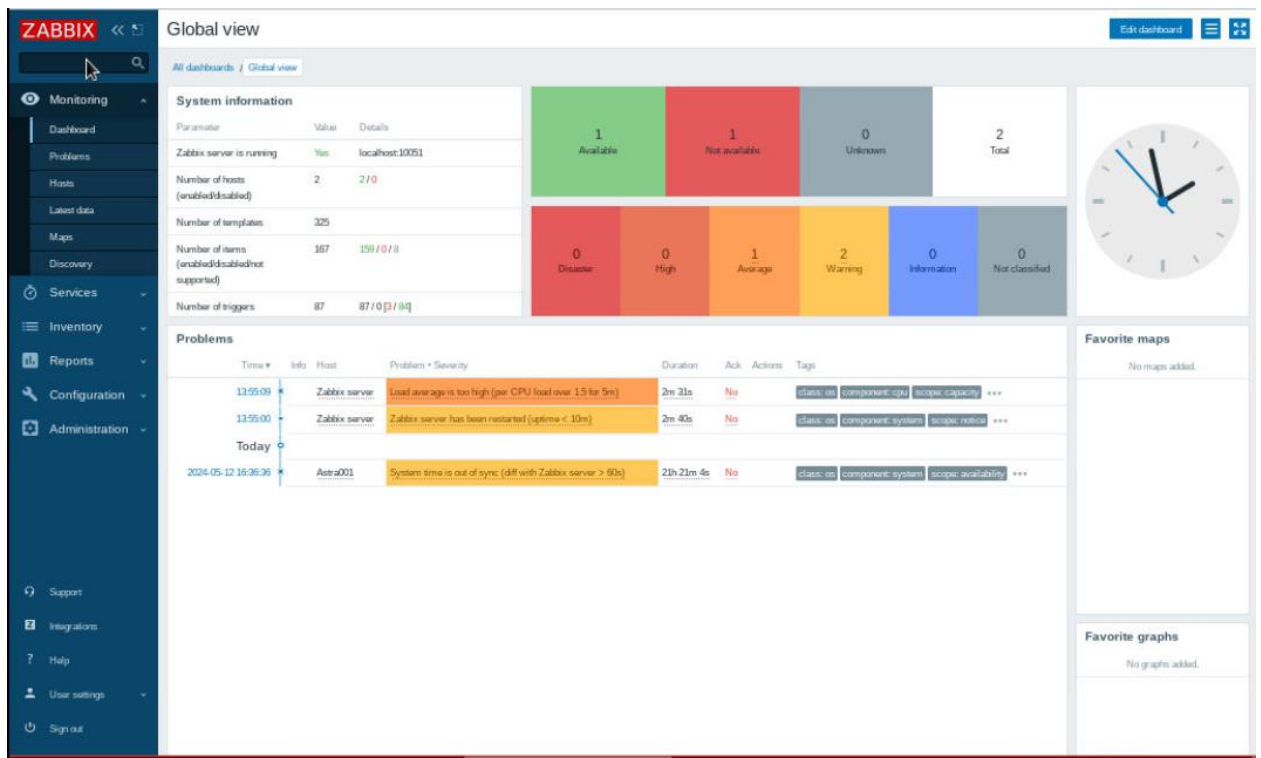 ZABBIX
Global view
Edit dashboard
All dashboards / Global view
Monitoring
Dashboard
Problems
Hosts
Latest data
Maps
Discovery
Services
Inventory
Reports
Configuration
Administration
Support
Integrations
Help
User settings
Sign out
System information
Parameter Value Details
Zabbix server is running Yes localhost:10051
Number of hosts 2 2 / 0
(enabled/disabled)
Number of templates 325
Number of items 167 159 / 0 / 8
(enabled/disabled/not
supported)
Number of triggers 87 87 / 0 [3 / 84]
1 1 0 2
Available Not available Unknown Total
0 0 1 2 0 0
Disaster High Average Warning Information Not classified
Problems
Time Info Host Problem • Severity Duration Ack Actions Tags
13:55:09 Zabbix server Load average is too high (per CPU load over 1.5 for 5m) 2m 31s No class: os component: cpu scope: capacity •••
13:55:00 Zabbix server Zabbix server has been restarted (uptime < 10m) 2m 40s No class: os component: system scope: notice •••
Today
2024-05-12 16:36:36 Astra001 System time is out of sync (diff with Zabbix server > 60s) 21h 21m 4s No class: os component: system scope: availability •••
Favorite maps
No maps added.
Favorite graphs
No graphs added.